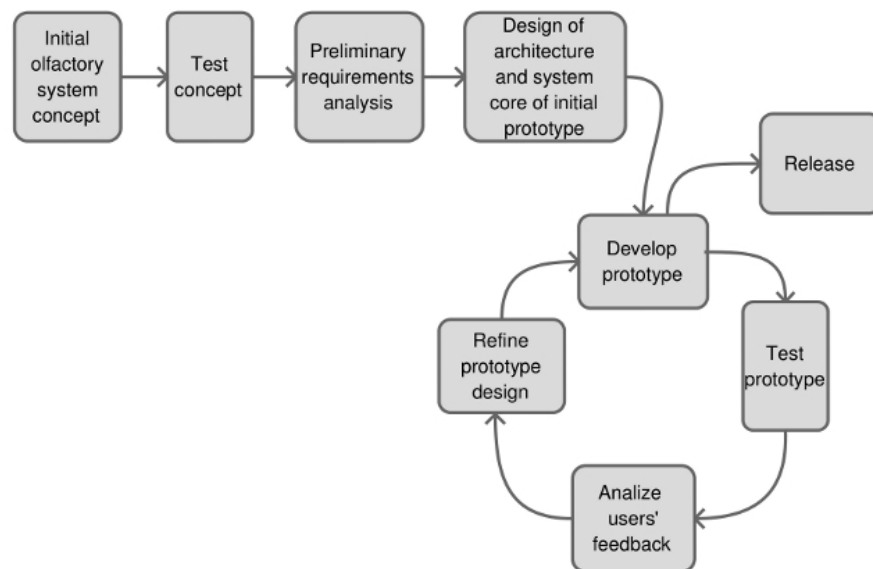 Initial
olfactory
system
concept
Test
concept
Preliminary
requirements
analysis
Design of
architecture
and system
core of initial
prototype
Release
Develop
prototype
Test
prototype
Refine
prototype
design
Analize
users'
feedback